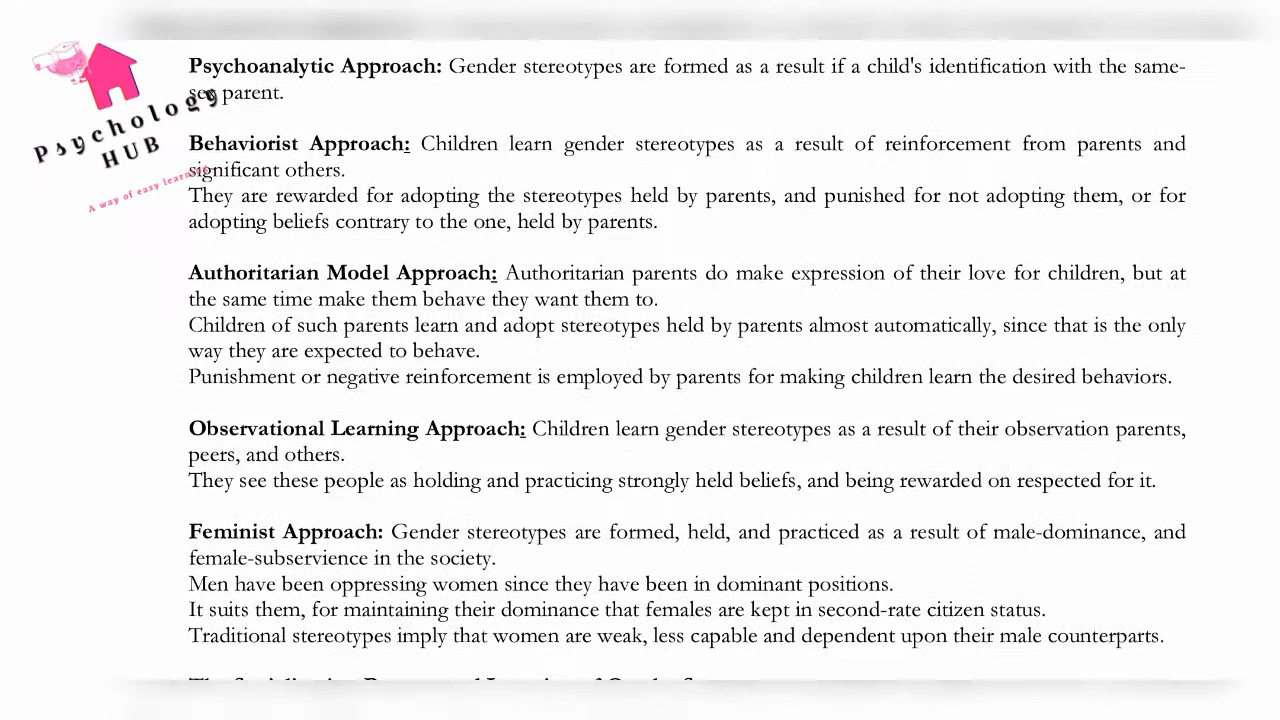 Psychoanalytic Approach: Gender stereotypes are formed as a result if a child's identification with the same-
sex parent.
Psychology
HUB
A way of easy learning
Behaviorist Approach: Children learn gender stereotypes as a result of reinforcement from parents and
significant others.
They are rewarded for adopting the stereotypes held by parents, and punished for not adopting them, or for
adopting beliefs contrary to the one, held by parents.
Authoritarian Model Approach: Authoritarian parents do make expression of their love for children, but at
the same time make them behave they want them to.
Children of such parents learn and adopt stereotypes held by parents almost automatically, since that is the only
way they are expected to behave.
Punishment or negative reinforcement is employed by parents for making children learn the desired behaviors.
Observational Learning Approach: Children learn gender stereotypes as a result of their observation parents,
peers, and others.
They see these people as holding and practicing strongly held beliefs, and being rewarded on respected for it.
Feminist Approach: Gender stereotypes are formed, held, and practiced as a result of male-dominance, and
female-subservience in the society.
Men have been oppressing women since they have been in dominant positions.
It suits them, for maintaining their dominance that females are kept in second-rate citizen status.
Traditional stereotypes imply that women are weak, less capable and dependent upon their male counterparts.